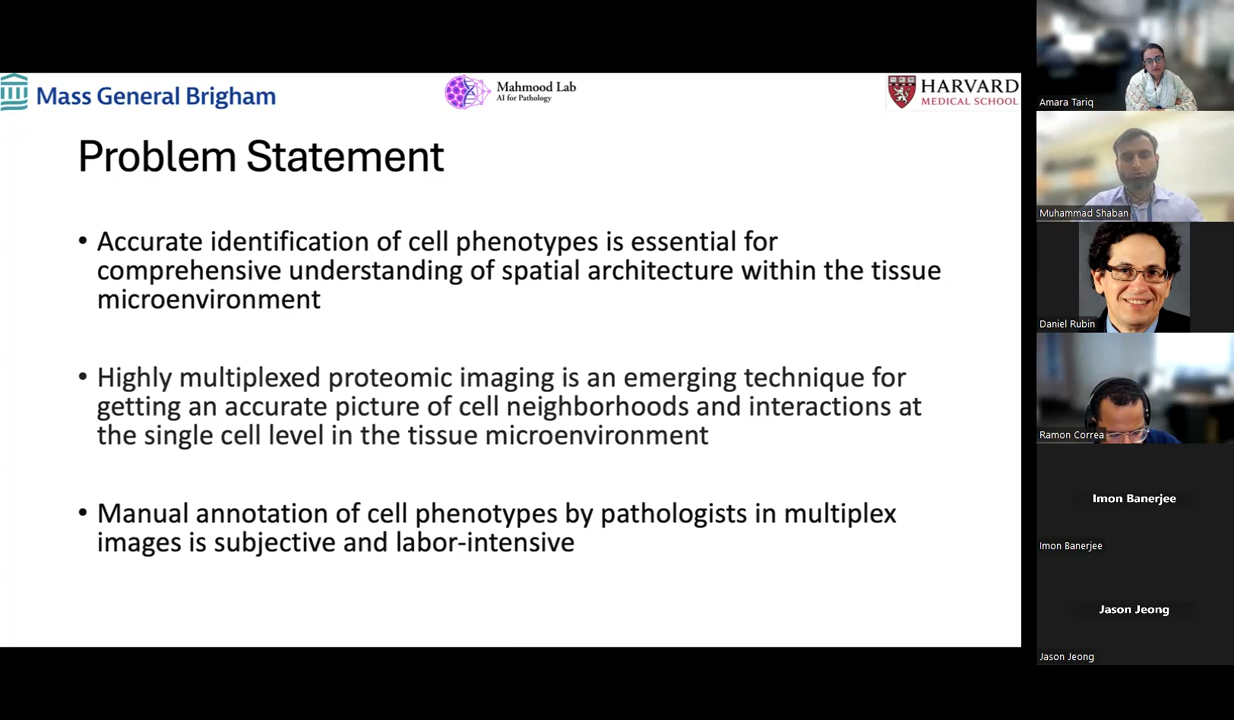 Mass General Brigham
Mahmood Lab
AI for Pathology
HARVARD
MEDICAL SCHOOL
Problem Statement
• Accurate identification of cell phenotypes is essential for
comprehensive understanding of spatial architecture within the tissue
microenvironment
• Highly multiplexed proteomic imaging is an emerging technique for
getting an accurate picture of cell neighborhoods and interactions at
the single cell level in the tissue microenvironment
• Manual annotation of cell phenotypes by pathologists in multiplex
images is subjective and labor-intensive
Amara Tariq
Muhammad Shaban
Daniel Rubin
Ramon Correa
Imon Banerjee
Imon Banerjee
Jason Jeong
Jason Jeong